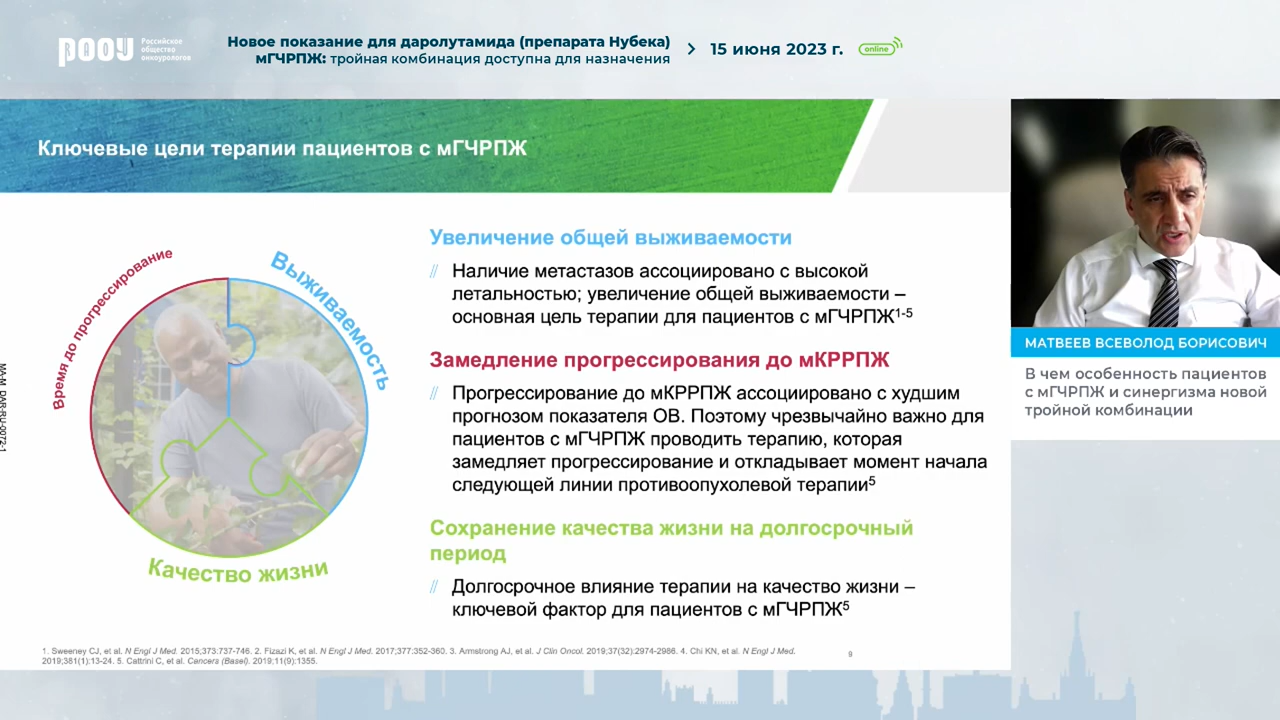 РООУ
RAOU
Российское
общество
онкоурологов
Новое показание для даролутамида (препарата Нубека)
мГЧРПЖ: тройная комбинация доступна для назначения
15 июня 2023 г.
online
Ключевые цели терапии пациентов с мГЧРПЖ
Время до прогрессирование
Выживаемость
Качество жизни
Увеличение общей выживаемости
// Наличие метастазов ассоциировано с высокой
летальностью; увеличение общей выживаемости –
основная цель терапии для пациентов с мГЧРПЖ1-5
Замедление прогрессирования до мКРРПЖ
// Прогрессирование до мКРРПЖ ассоциировано с худшим
прогнозом показателя ОВ. Поэтому чрезвычайно важно для
пациентов с мГЧРПЖ проводить терапию, которая
замедляет прогрессирование и откладывает момент начала
следующей линии противоопухолевой терапии5
Сохранение качества жизни на долгосрочный
период
// Долгосрочное влияние терапии на качество жизни –
ключевой фактор для пациентов с мГЧРПЖ5
1. Sweeney CJ, et al. N Engl J Med. 2015;373:737-746. 2. Fizazi K, et al. N Engl J Med. 2017;377:352-360. 3. Armstrong AJ, et al. J Clin Oncol. 2019;37(32):2974-2986. 4. Chi KN, et al. N Engl J Med.
2019;381(1):13-24. 5. Cattrini C, et al. Cancers (Basel). 2019;11(9):1355.
9
МАТВЕЕВ ВСЕВОЛОД БОРИСОВИЧ
В чем особенность пациентов
с мГЧРПЖ и синергизма новой
тройной комбинации